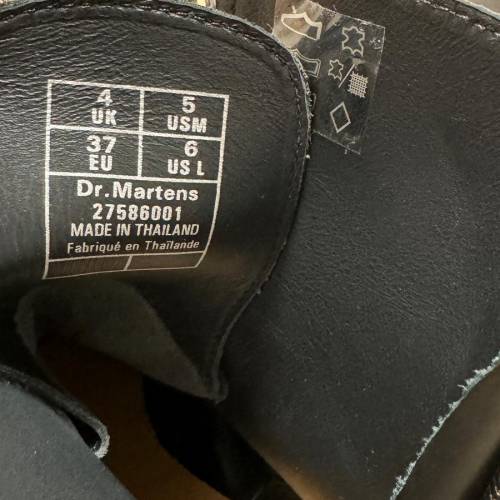 4 5
UK USM
37 6
EU US L
Dr.Martens
27586001
MADE IN THAILAND
Fabriqué en Thaïlande